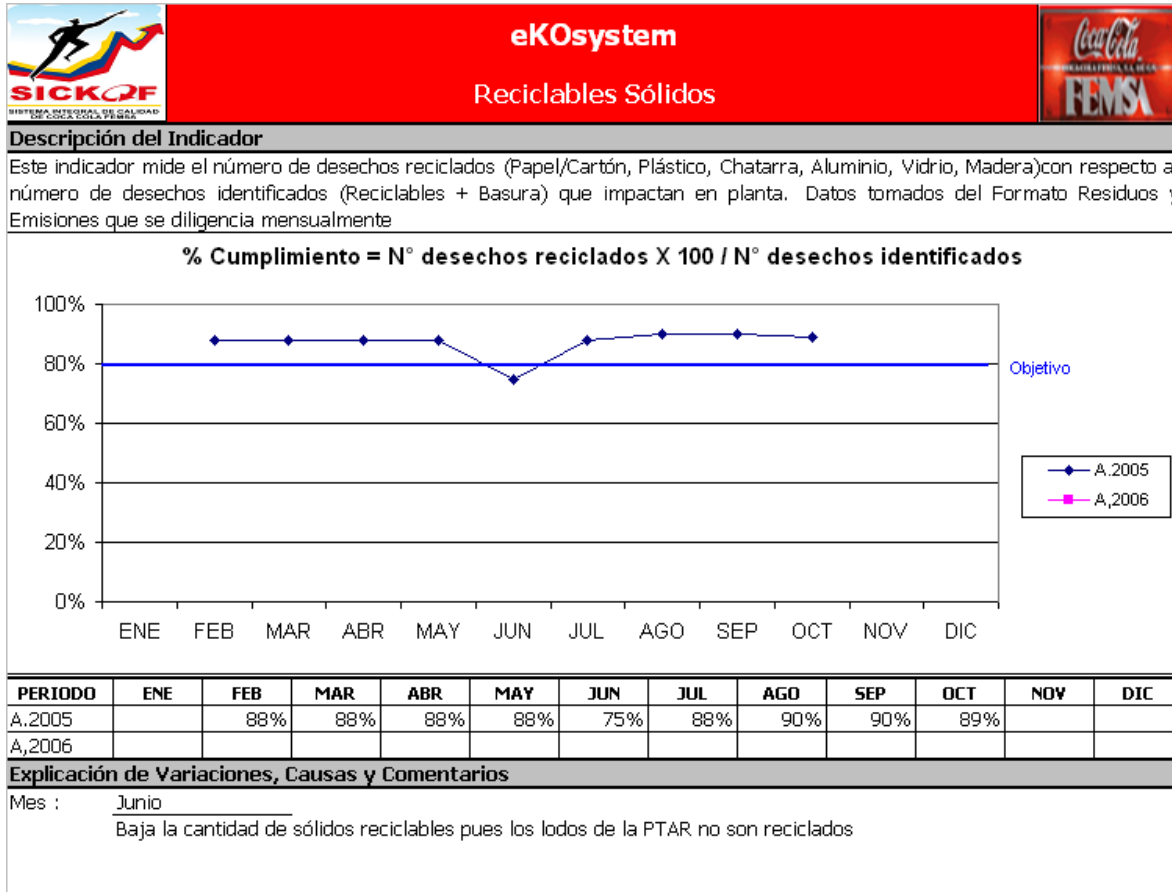 eKOsystem
Reciclables Sólidos
SICKOF
SISTEMA INTEGRAL DE CALIDAD
DE COCA COLA FEMSA
Coca-Cola
FEMSA
Descripción del Indicador
Este indicador mide el número de desechos reciclados (Papel/Cartón, Plástico, Chatarra, Aluminio, Vidrio, Madera)con respecto a
número de desechos identificados (Reciclables + Basura) que impactan en planta. Datos tomados del Formato Residuos y
Emisiones que se diligencia mensualmente
% Cumplimiento = N° desechos reciclados X 100 / N° desechos identificados
100%
80%
60%
40%
20%
0%
Objetivo
A.2005
A,2006
ENE FEB MAR ABR MAY JUN JUL AGO SEP OCT NOV DIC
PERIODO ENE FEB MAR ABR MAY JUN JUL AGO SEP OCT NOV DIC
A.2005 88% 88% 88% 88% 75% 88% 90% 90% 89%
A,2006
Explicación de Variaciones, Causas y Comentarios
Mes : Junio
Baja la cantidad de sólidos reciclables pues los lodos de la PTAR no son reciclados